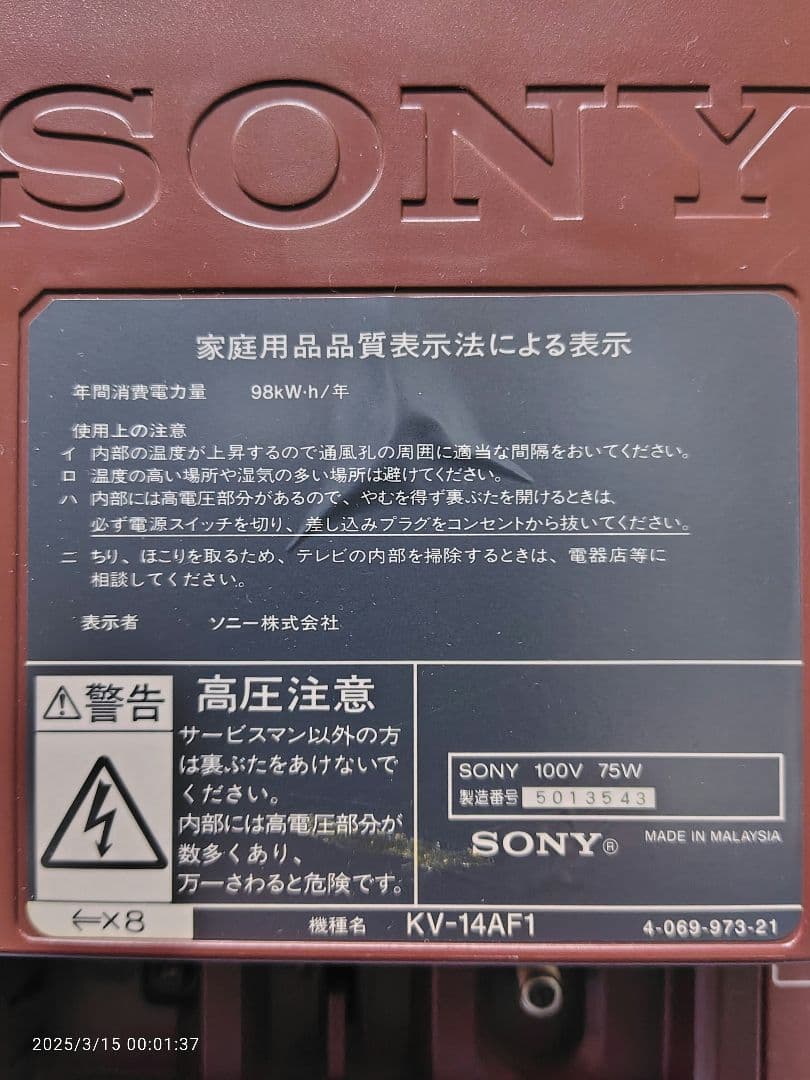 SONY
家庭用品品質表示法による表示
年間消費電力量 98kW·h/年
使用上の注意
イ 内部の温度が上昇するので通風孔の周囲に適当な間隔をおいてください。
ロ 温度の高い場所や湿気の多い場所は避けてください。
ハ 内部には高電圧部分があるので、やむを得ず裏ぶたを開けるときは、
必ず電源スイッチを切り、差し込みプラグをコンセントから抜いてください。
ニ ちり、ほこりを取るため、テレビの内部を掃除するときは、電器店等に
相談してください。
表示者 ソニー株式会社
⚠警告
高圧注意
サービスマン以外の方
は裏ぶたをあけないで
ください。
内部には高電圧部分が
数多くあり、
万一さわると危険です。
⇐×8
SONY 100V 75W
製造番号 5013543
SONY® MADE IN MALAYSIA
機種名 KV-14AF1 4-069-973-21
2025/3/15 00:01:37